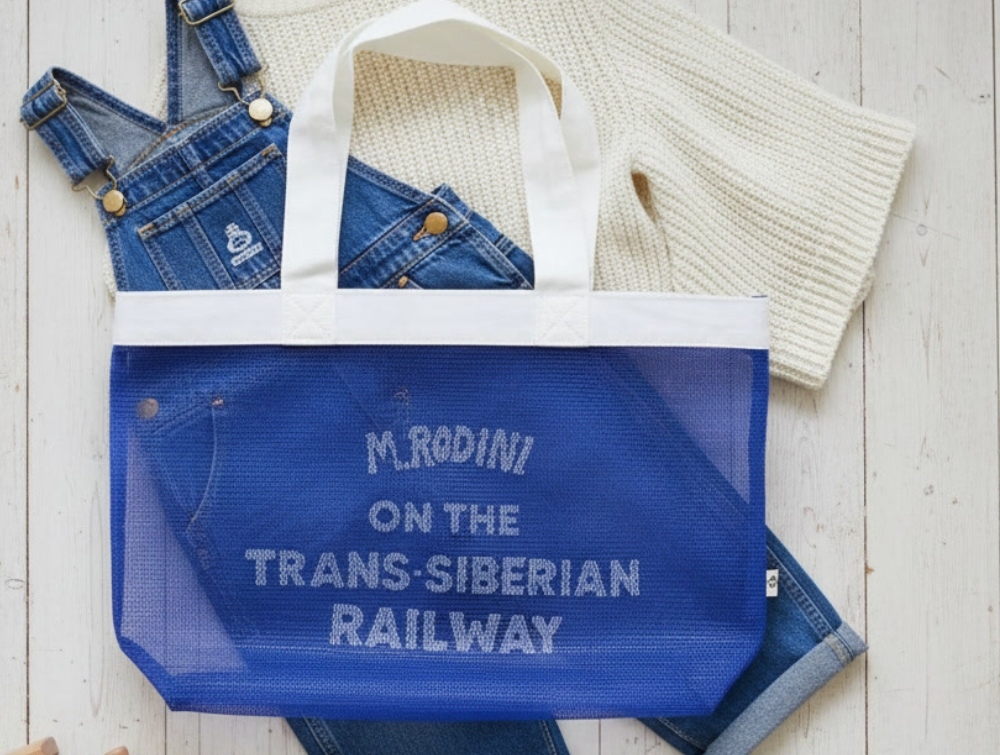 M.RODINI
ON THE
TRANS-SIBERIAN
RAILWAY